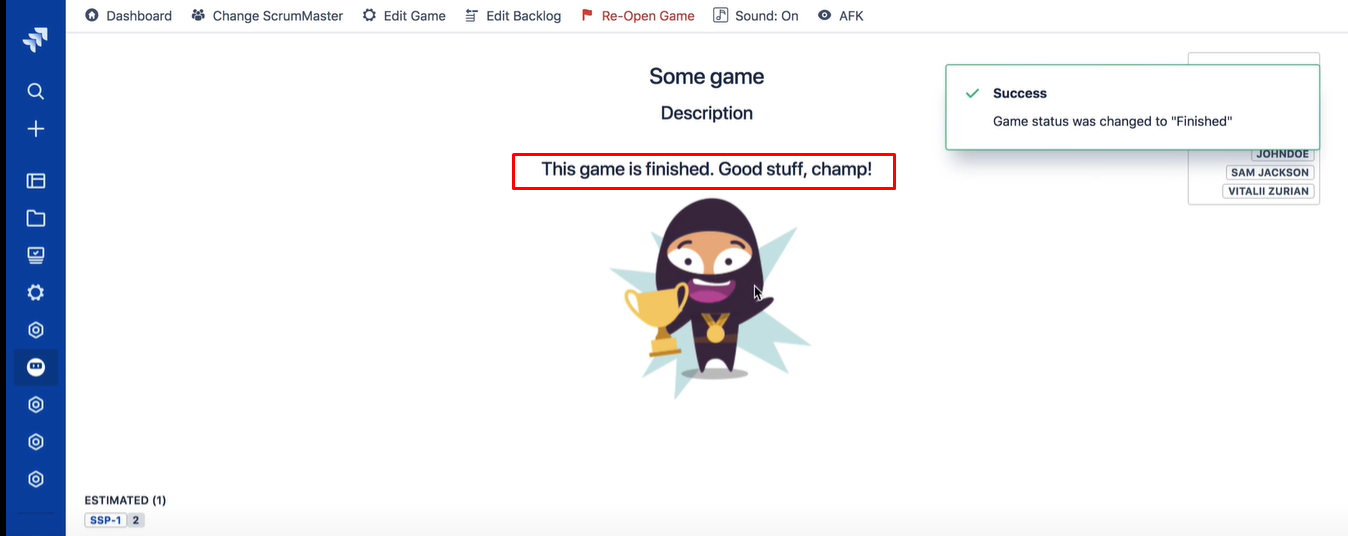 Dashboard Change ScrumMaster Edit Game Edit Backlog Re-Open Game Sound: On AFK
Some game
Description
Success
Game status was changed to "Finished"
This game is finished. Good stuff, champ!
JOHNDOE
SAM JACKSON
VITALII ZURIAN
ESTIMATED (1)
SSP-1 2